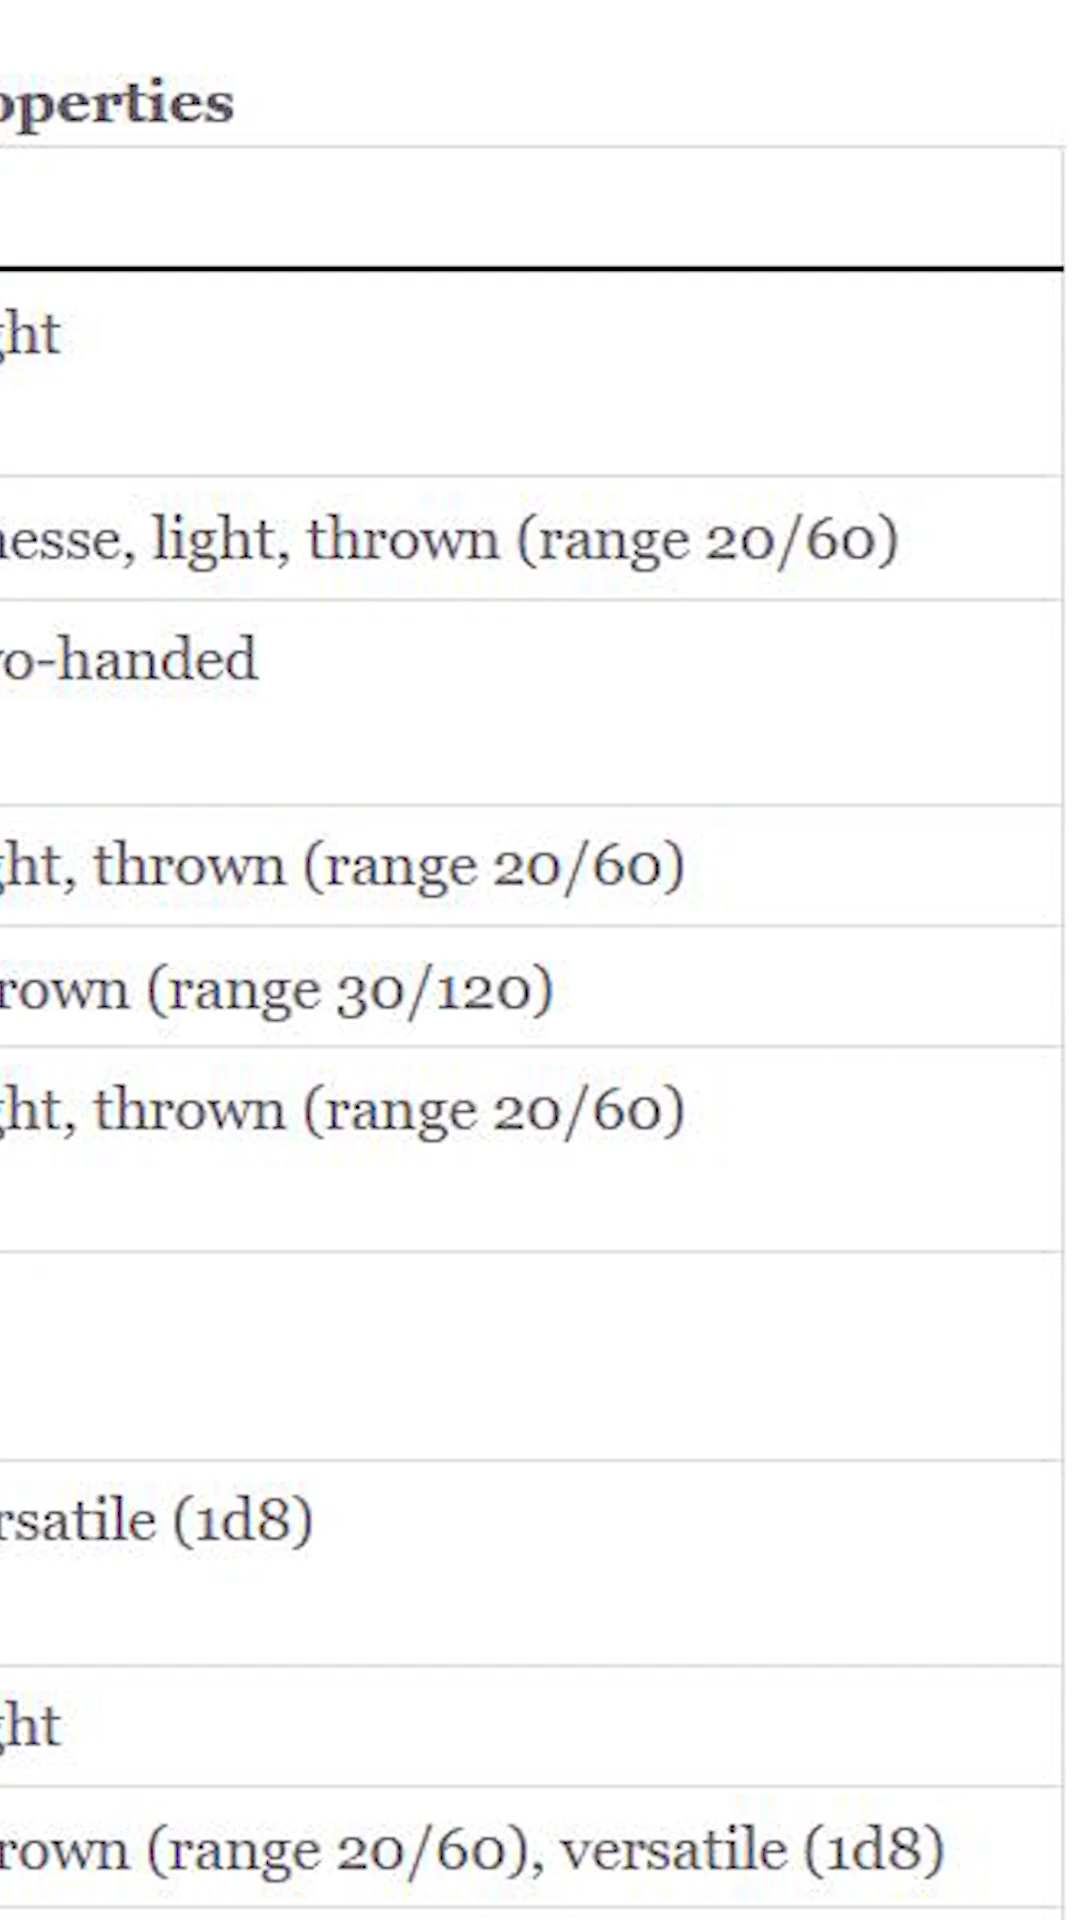 operties
ght
nesse, light, thrown (range 20/60)
vo-handed
ght, thrown (range 20/60)
rown (range 30/120)
ght, thrown (range 20/60)
rsatile (1d8)
ght
rown (range 20/60), versatile (1d8)